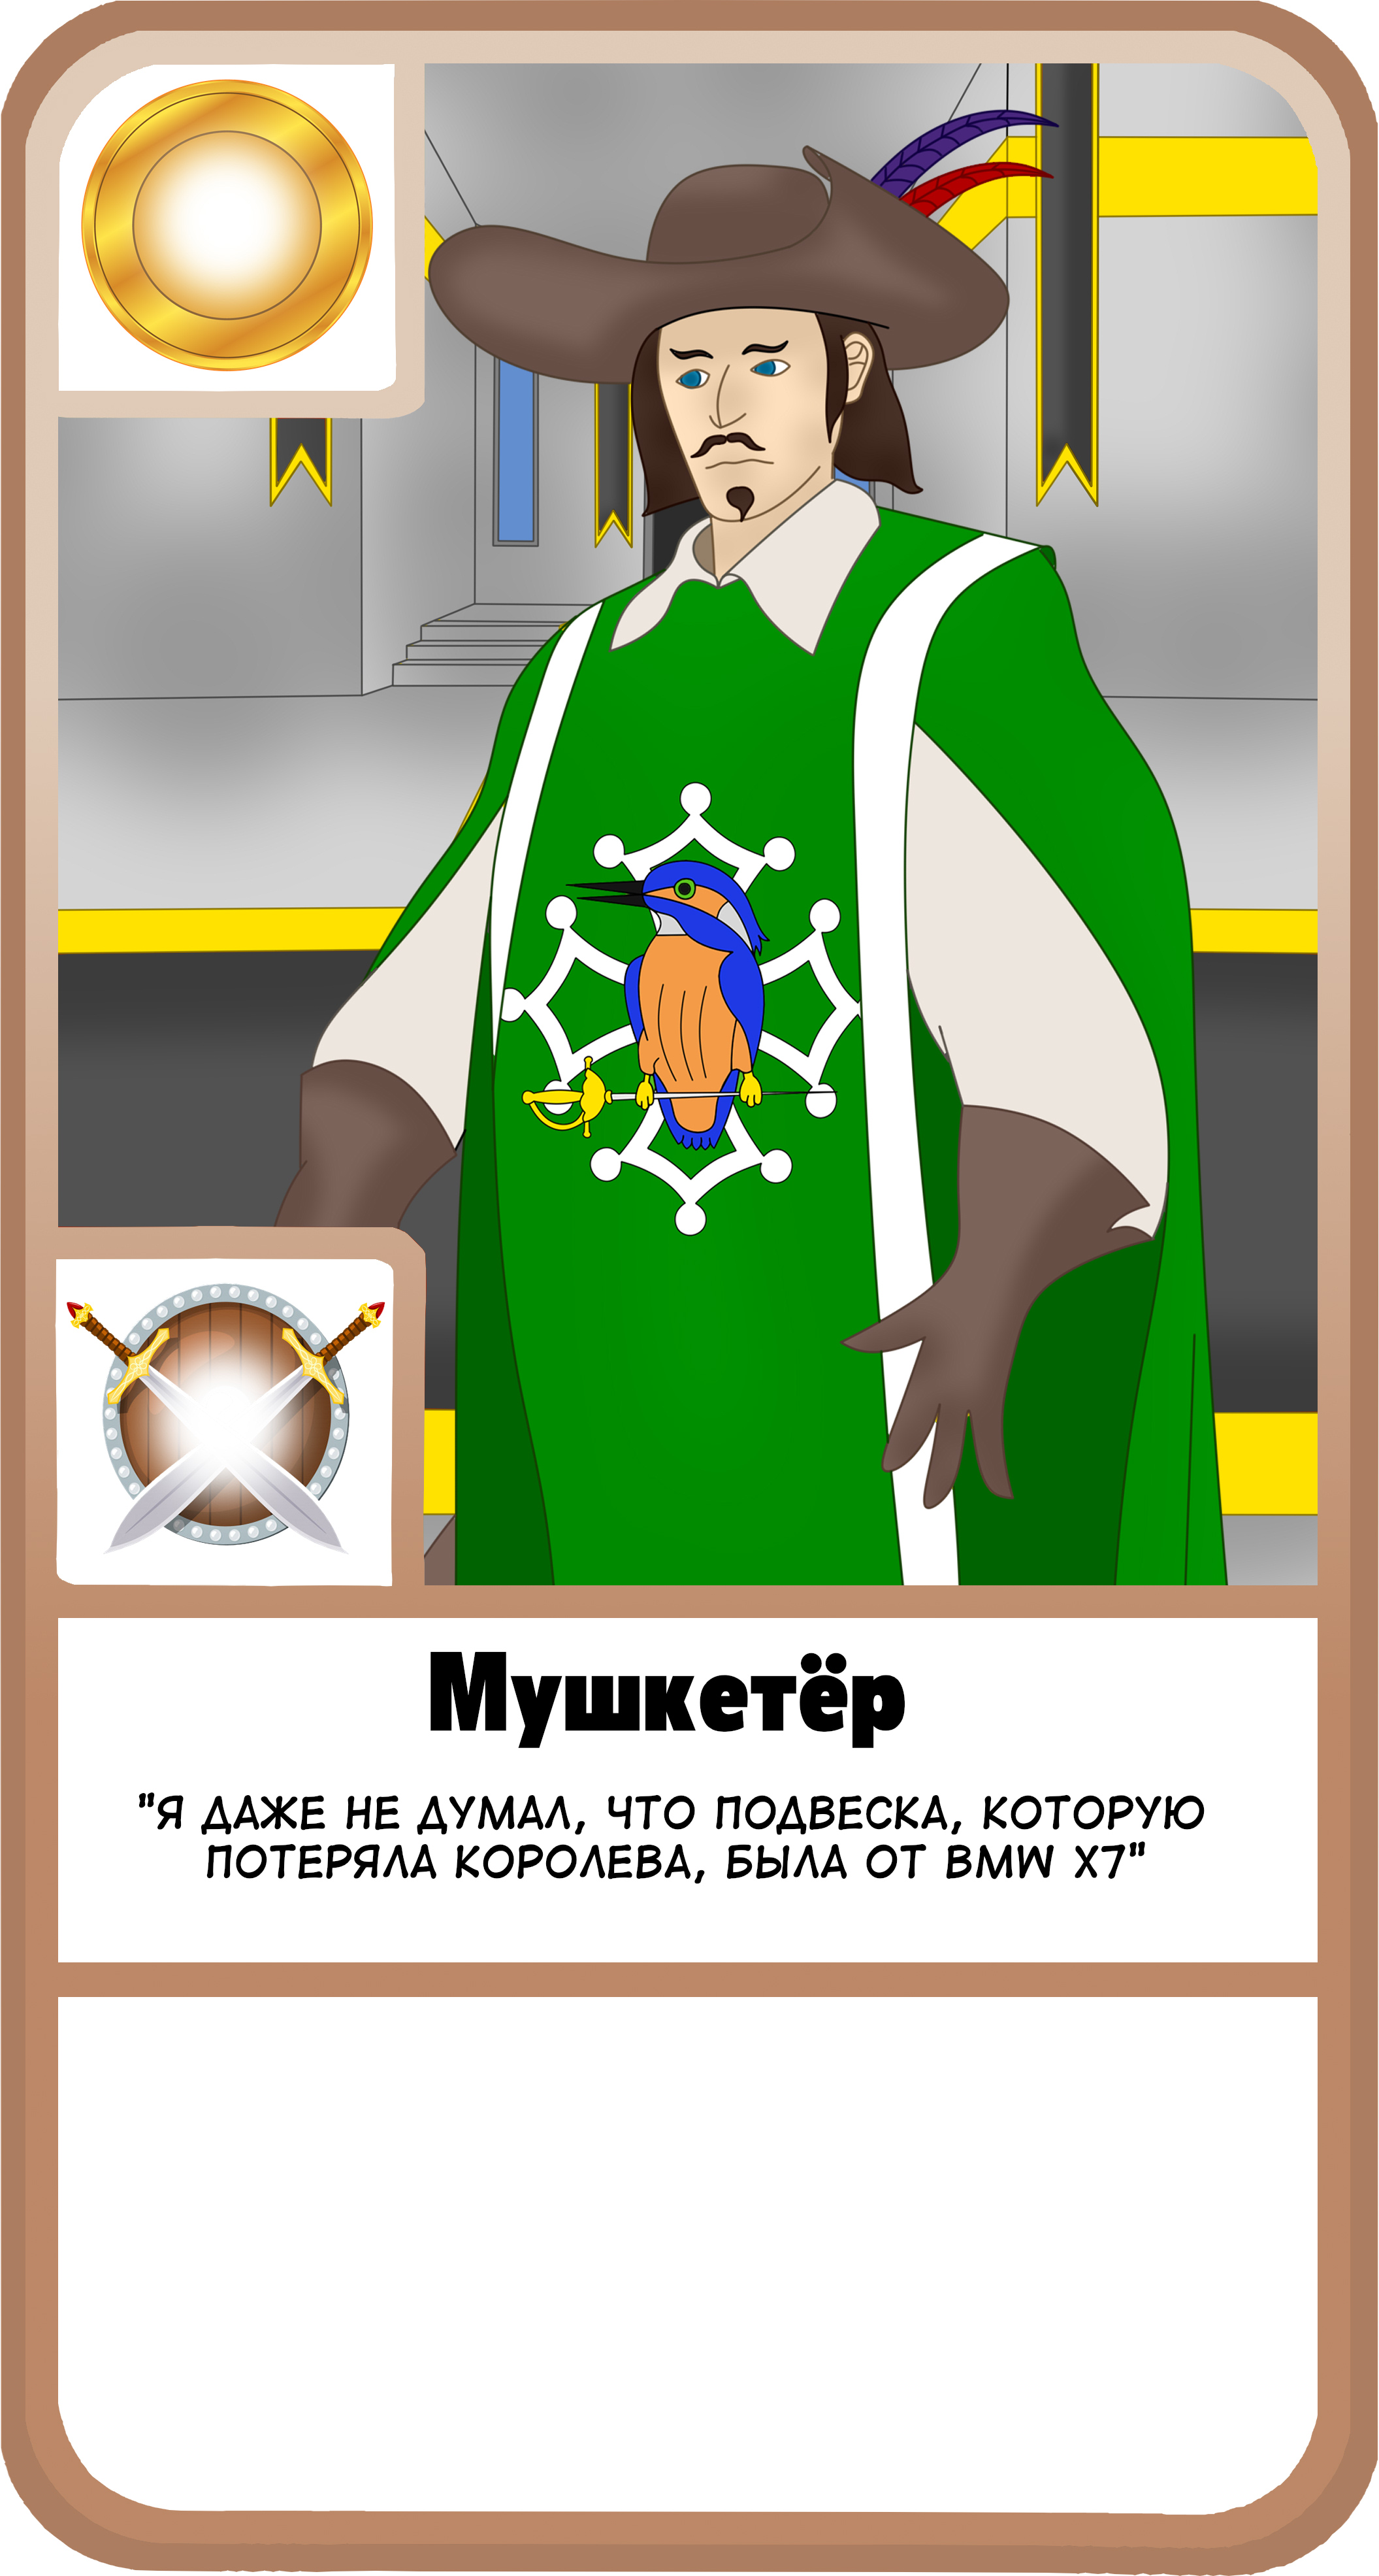 Мушкетёр
"Я ДАЖЕ НЕ ДУМАЛ, ЧТО ПОДВЕСКА, КОТОРУЮ
ПОТЕРЯЛА КОРОЛЕВА, БЫЛА ОТ BMW X7"